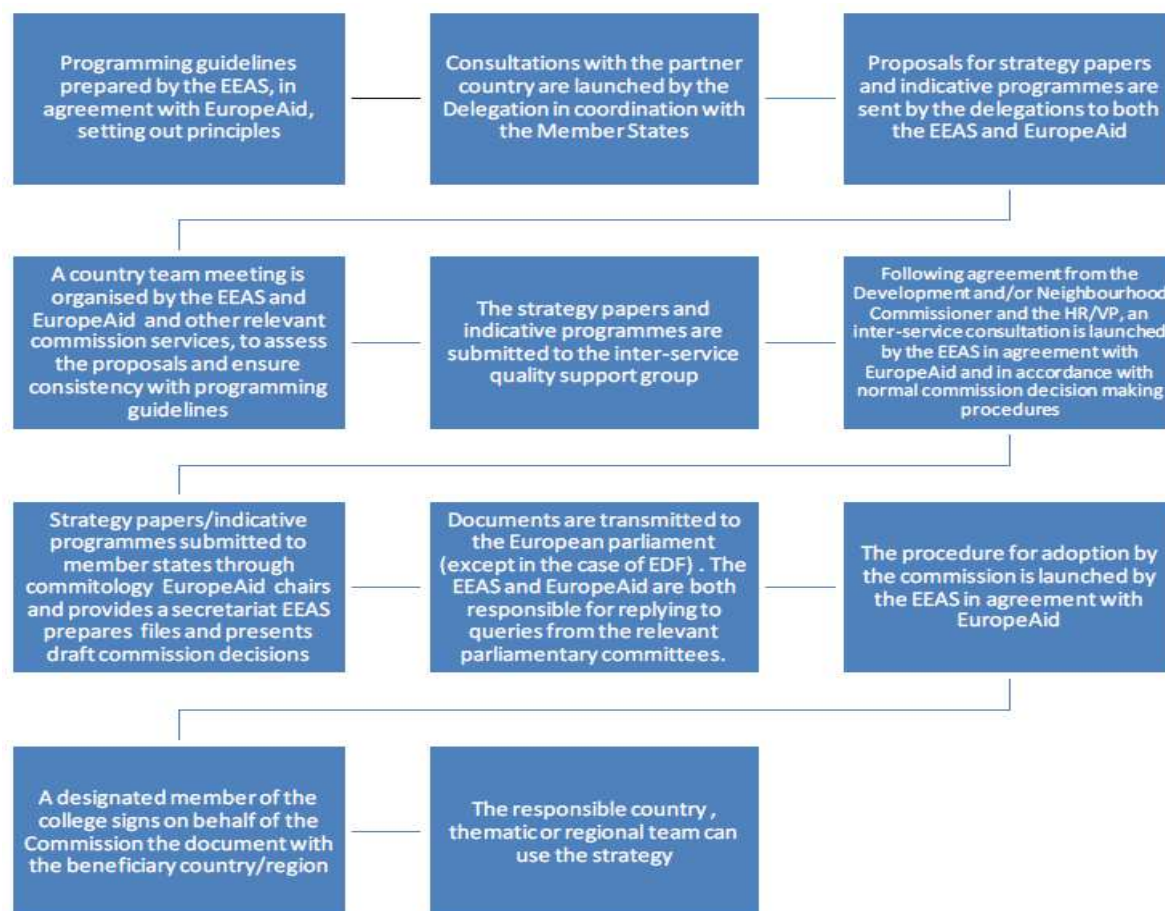 Programming guidelines
prepared by the EEAS, in
agreement with EuropeAid,
setting out principles
Consultations with the partner
country are launched by the
Delegation in coordination with
the Member States
Proposals for strategy papers
and indicative programmes are
sent by the delegations to both
the EEAS and EuropeAid
A country team meeting is
organised by the EEAS and
EuropeAid and other relevant
commission services, to assess
the proposals and ensure
consistency with programming
guidelines
The strategy papers and
indicative programmes are
submitted to the inter-service
quality support group
Following agreement from the
Development and/or Neighbourhood
Commissioner and the HR/VP, an
inter-service consultation is launched
by the EEAS in agreement with
EuropeAid and in accordance with
normal commission decision making
procedures
Strategy papers/indicative
programmes submitted to
member states through
commitology EuropeAid chairs
and provides a secretariat EEAS
prepares files and presents
draft commission decisions
Documents are transmitted to
the European parliament
(except in the case of EDF) . The
EEAS and EuropeAid are both
responsible for replying to
queries from the relevant
parliamentary committees.
The procedure for adoption by
the commission is launched by
the EEAS in agreement with
EuropeAid
A designated member of the
college signs on behalf of the
Commission the document with
the beneficiary country/region
The responsible country ,
thematic or regional team can
use the strategy